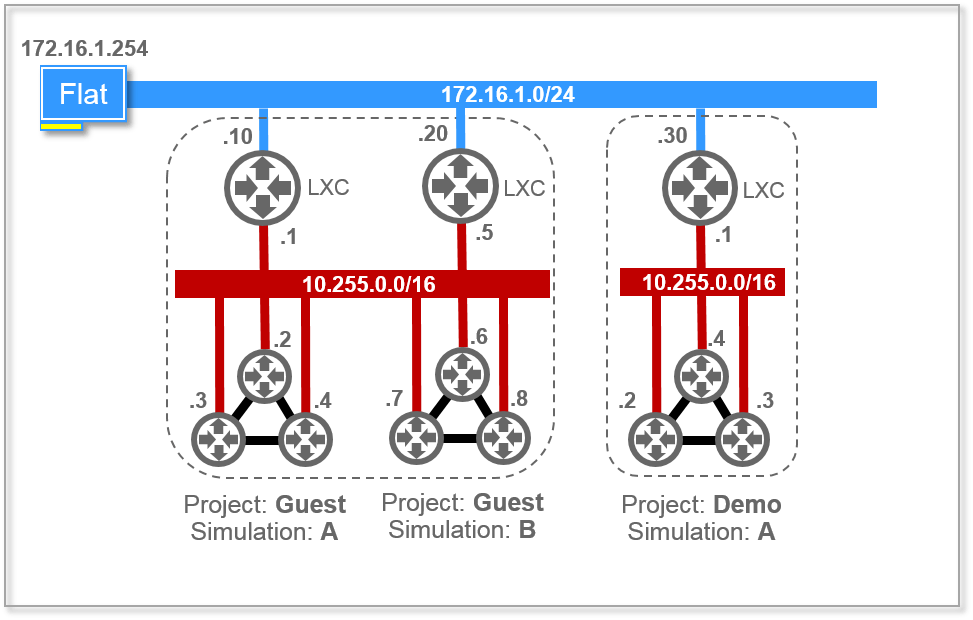 172.16.1.254
Flat
172.16.1.0/24
.10
.20
.30
LXC
LXC
LXC
.1
.5
.1
10.255.0.0/16
10.255.0.0/16
.2
.6
.4
.3
.4
.7
.8
.2
.3
Project: Guest
Simulation: A
Project: Guest
Simulation: B
Project: Demo
Simulation: A